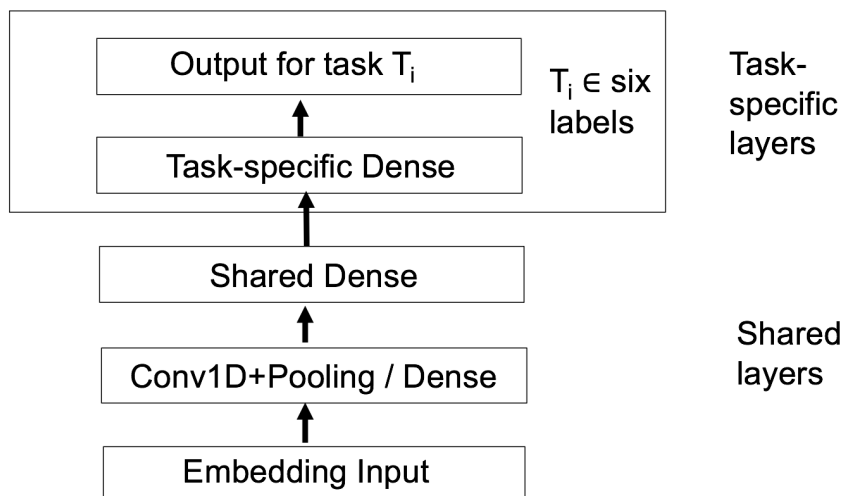 Output for task Ti
Ti ∈ six
labels
Task-
specific
layers
Task-specific Dense
Shared Dense
Shared
layers
Conv1D+Pooling / Dense
Embedding Input